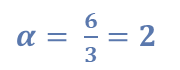 α = 6/3 = 2